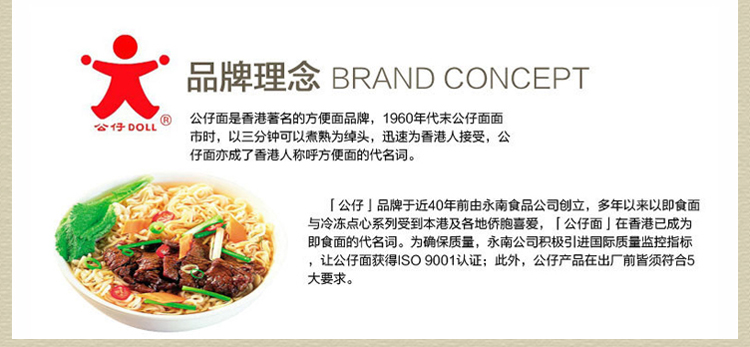 品牌理念 BRAND CONCEPT
公仔DOLL®
公仔面是香港著名的方便面品牌，1960年代末公仔面面
市时，以三分钟可以煮熟为绰头，迅速为香港人接受，公
仔面亦成了香港人称呼方便面的代名词。
「公仔」品牌于近40年前由永南食品公司创立，多年以来以即食面
与冷冻点心系列受到本港及各地侨胞喜爱，「公仔面」在香港已成为
即食面的代名词。为确保质量，永南公司积极引进国际质量监控指标
，让公仔面获得ISO 9001认证；此外，公仔产品在出厂前皆须符合5
大要求。